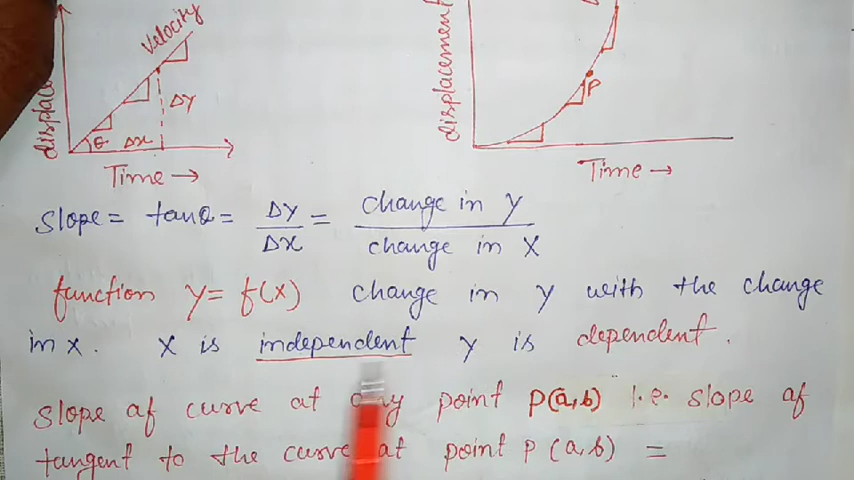 Velocity
displace
θ
Δx
Δy
Time →
displacement
P
Time →
Slope = tanθ = Δy/Δx = change in y/change in x
function y = f(x) change in y with the change
in x. x is independent y is dependent.
Slope of curve at any point P(a,b) i.e. slope of
tangent to the curve at point P (a,b) =